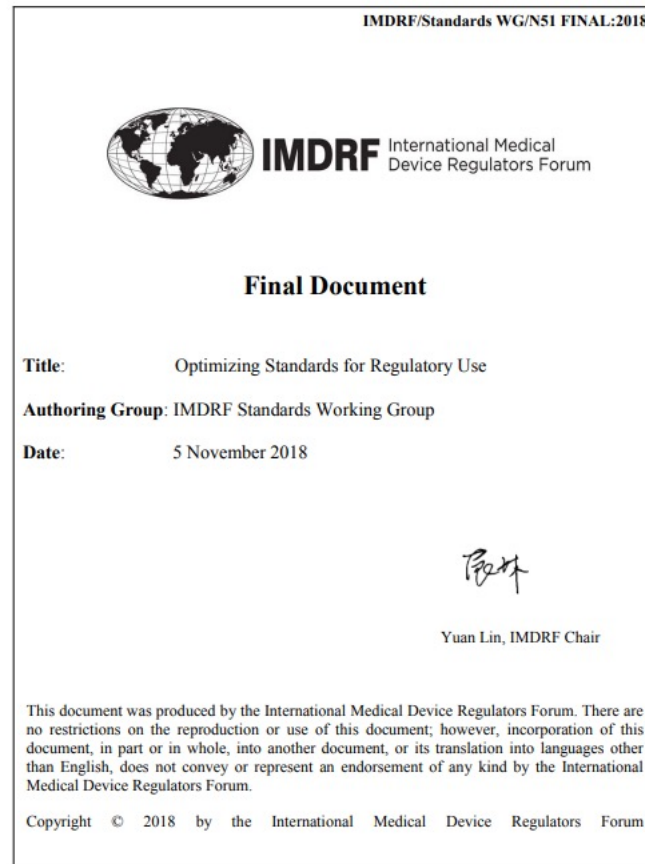 IMDRF/Standards WG/N51 FINAL:2018
IMDRF International Medical
Device Regulators Forum
Final Document
Title: Optimizing Standards for Regulatory Use
Authoring Group: IMDRF Standards Working Group
Date: 5 November 2018
Yuan Lin, IMDRF Chair
This document was produced by the International Medical Device Regulators Forum. There are
no restrictions on the reproduction or use of this document; however, incorporation of this
document, in part or in whole, into another document, or its translation into languages other
than English, does not convey or represent an endorsement of any kind by the International
Medical Device Regulators Forum.
Copyright © 2018 by the International Medical Device Regulators Forum